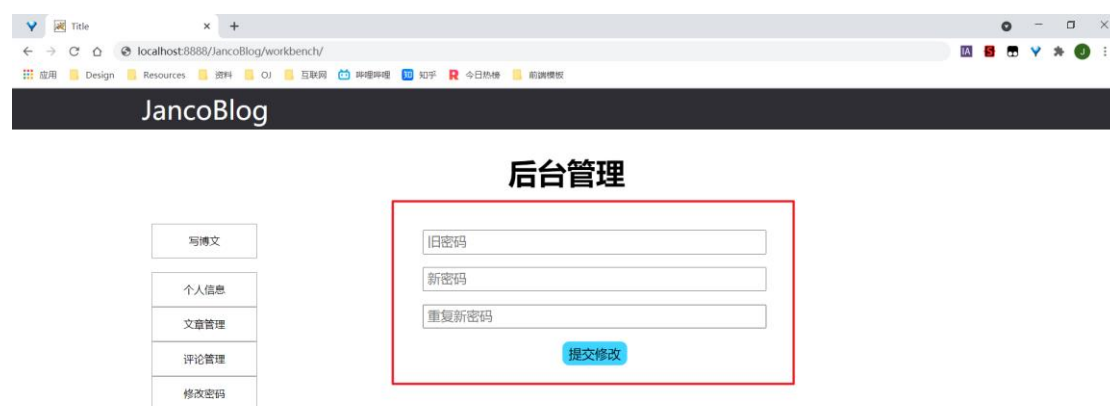 Title
localhost:8888/JancoBlog/workbench/
应用 Design Resources 资料 OJ 互联网 哔哩哔哩 知乎 今日热榜 前端模板
JancoBlog
后台管理
写博文
个人信息
文章管理
评论管理
修改密码
旧密码
新密码
重复新密码
提交修改